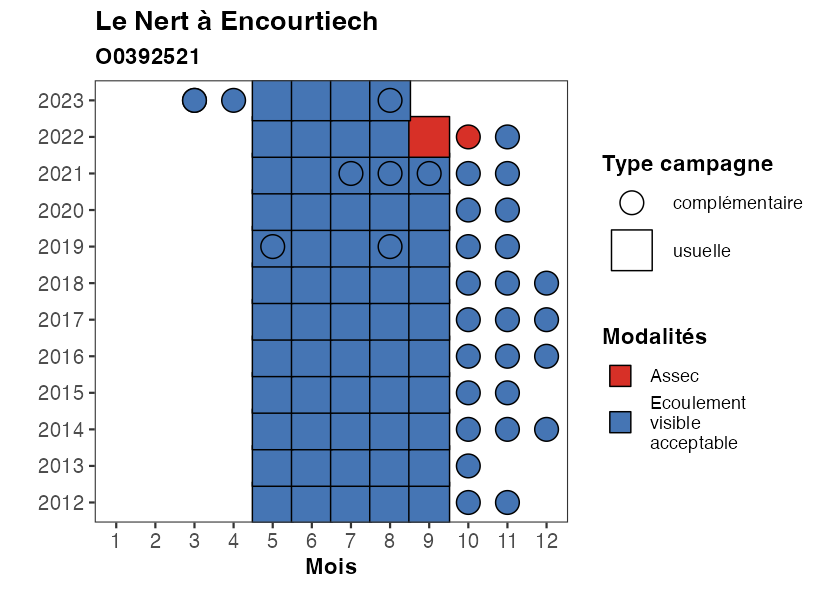 Le Nert à Encourtiech
O0392521
2023
2022
2021
2020
2019
2018
2017
2016
2015
2014
2013
2012
1 2 3 4 5 6 7 8 9 10 11 12
Mois
Type campagne
complémentaire
usuelle
Modalités
Assec
Ecoulement
visible
acceptable